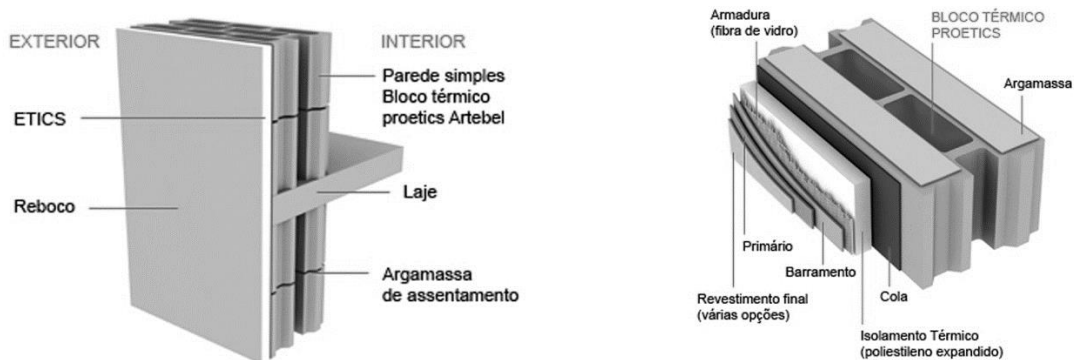 EXTERIOR
INTERIOR
Parede simples
Bloco térmico
proetics Artebel
ETICS
Laje
Reboco
Argamassa
de assentamento
Armadura
(fibra de vidro)
BLOCO TÉRMICO
PROETICS
Argamassa
Primário
Barramento
Revestimento final
(várias opções)
Cola
Isolamento Térmico
(poliestileno expandido)